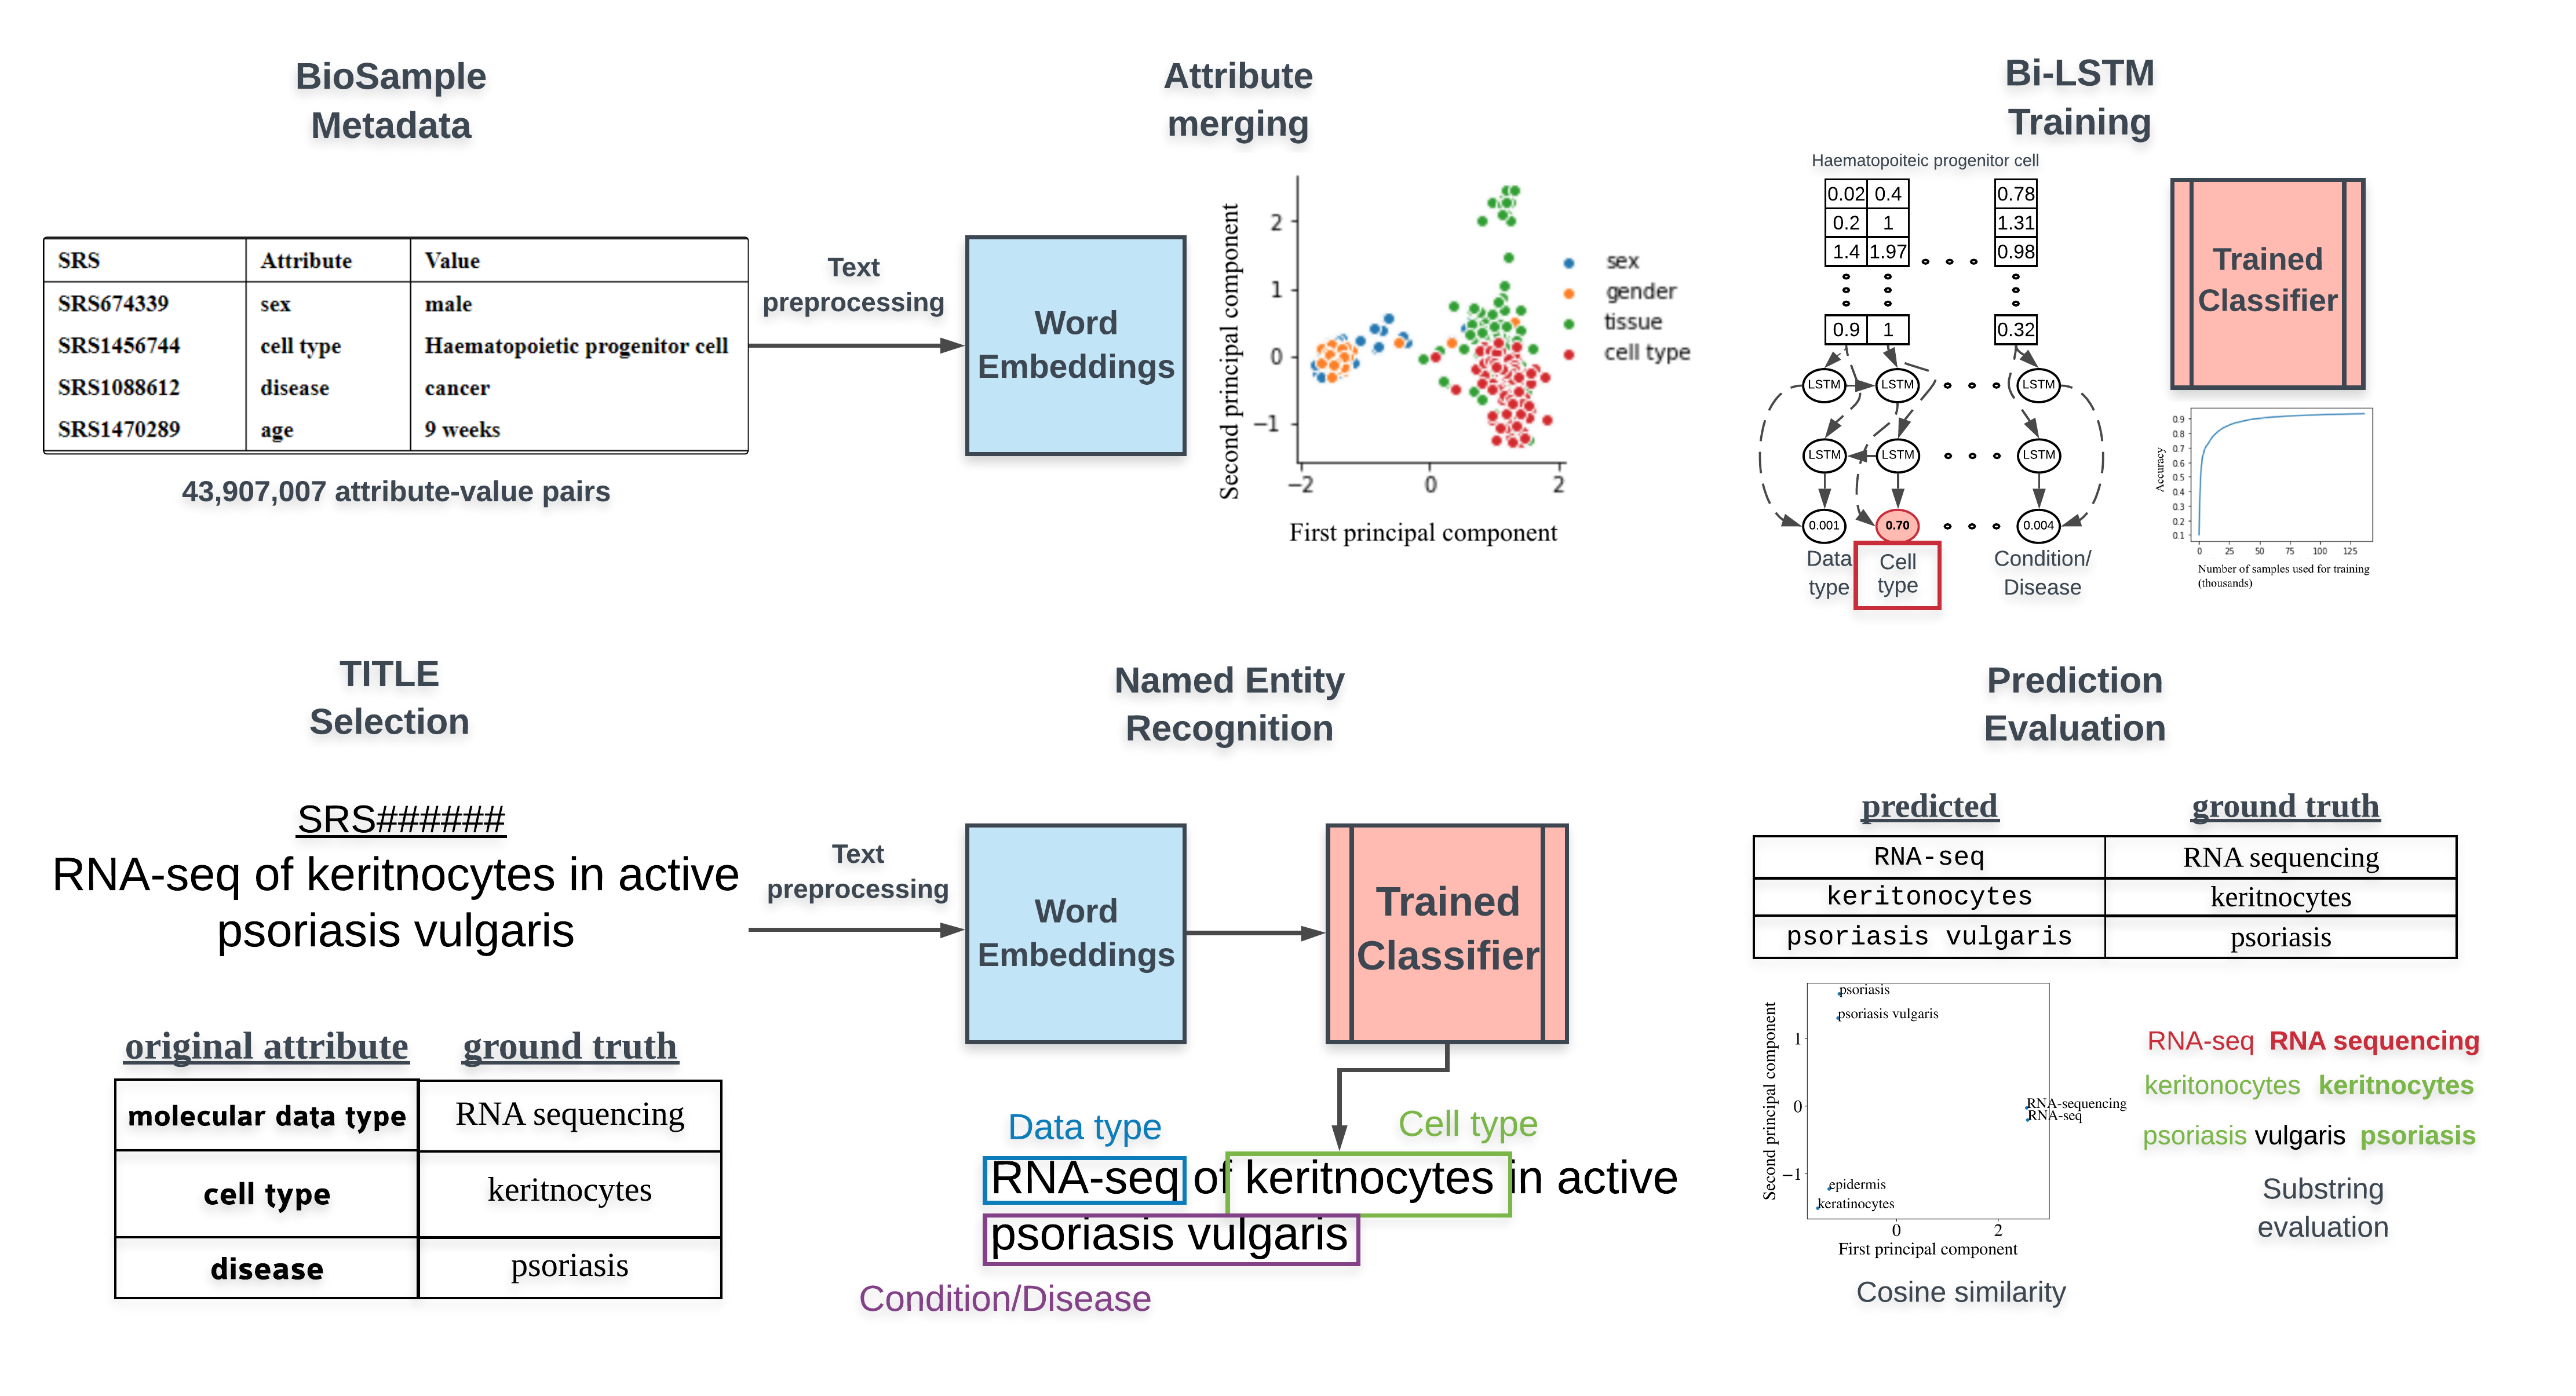 BioSample
Metadata
SRS Attribute Value
SRS674339 sex male
SRS1456744 cell type Haematopoietic progenitor cell
SRS1088612 disease cancer
SRS1470289 age 9 weeks
43,907,007 attribute-value pairs
Text
preprocessing
Word
Embeddings
Attribute
merging
Second principal component
2
1
0
−1
−2 0 2
First principal component
sex
gender
tissue
cell type
Bi-LSTM
Training
Haematopoiteic progenitor cell
0.02 0.4 0.78
0.2 1 1.31
1.4 1.97 0.98
0.9 1 0.32
LSTM LSTM LSTM
LSTM LSTM LSTM
0.001 0.70 0.004
Data
type
Cell
type
Condition/
Disease
Trained
Classifier
Accuracy
0.9
0.8
0.7
0.6
0.5
0.4
0.3
0.2
0.1
0 25 50 75 100 125
Number of samples used for training
(thousands)
TITLE
Selection
SRS######
RNA-seq of keritnocytes in active
psoriasis vulgaris
original attribute ground truth
molecular data type RNA sequencing
cell type keritnocytes
disease psoriasis
Text
preprocessing
Named Entity
Recognition
Word
Embeddings
Trained
Classifier
Data type Cell type
RNA-seq of keritnocytes in active
psoriasis vulgaris
Condition/Disease
Prediction
Evaluation
predicted ground truth
RNA-seq RNA sequencing
keritonocytes keritnocytes
psoriasis vulgaris psoriasis
Second principal component
1
0
−1
psoriasis
psoriasis vulgaris
RNA-sequencing
RNA-seq
epidermis
keratinocytes
0 2
First principal component
Cosine similarity
RNA-seq RNA sequencing
keritonocytes keritnocytes
psoriasis vulgaris psoriasis
Substring
evaluation